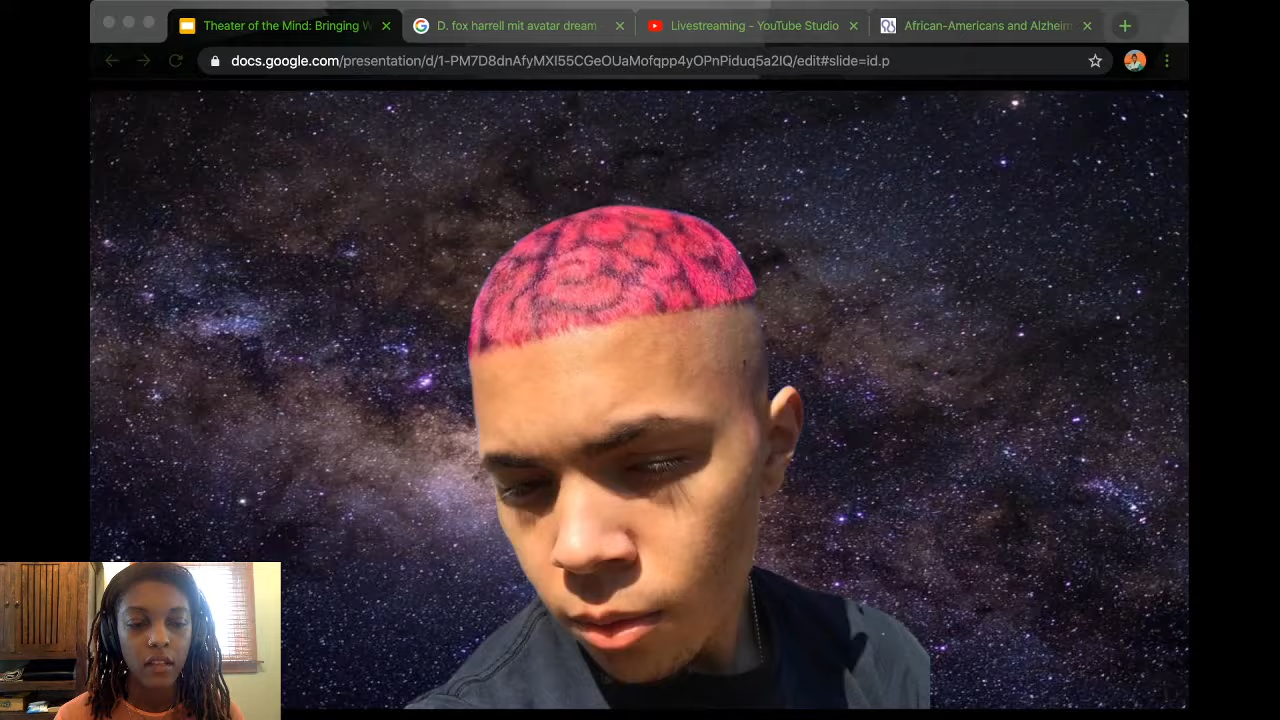 Theater of the Mind: Bringing W
D. fox harrell mit avatar dream
Livestreaming - YouTube Studio
African-Americans and Alzheim
docs.google.com/presentation/d/1-PM7D8dnAfyMXI55CGeOUaMofqpp4yOPnPiduq5a2IQ/edit#slide=id.p